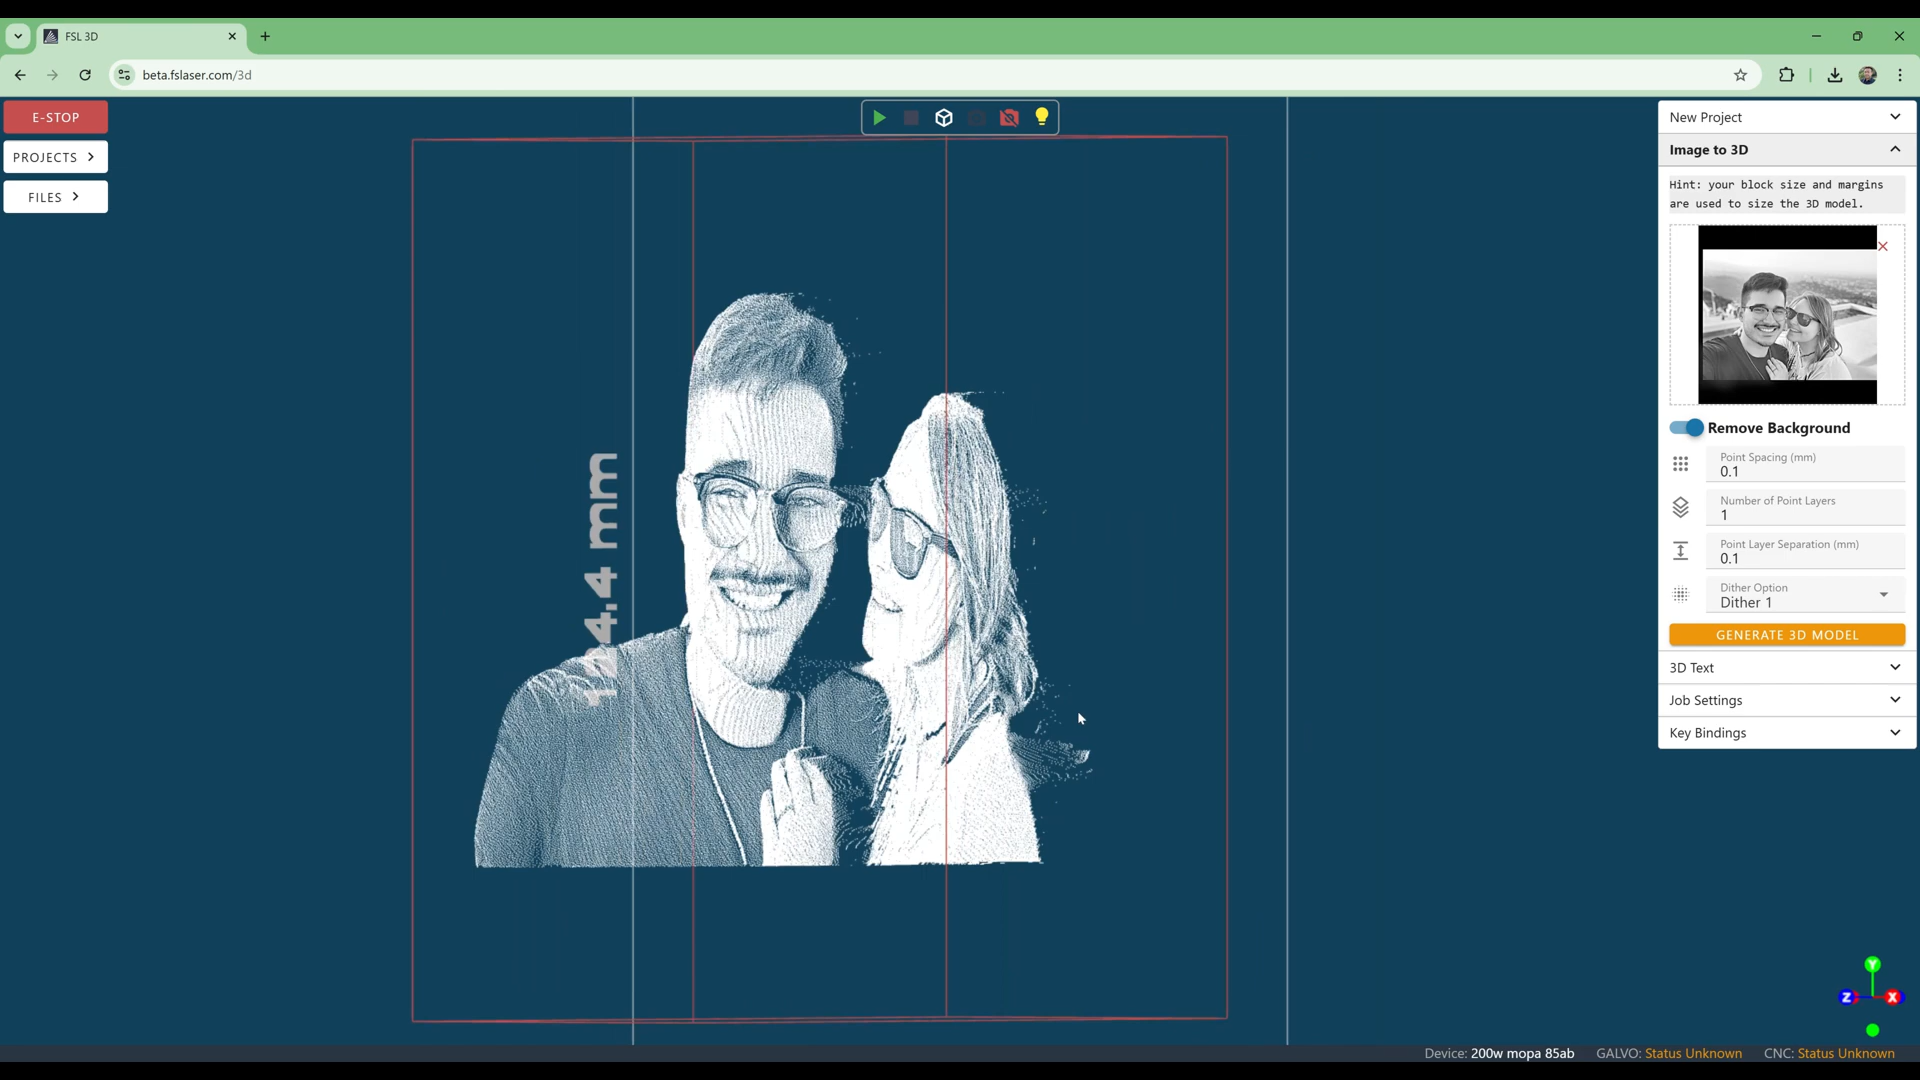 FSL 3D
beta.fslaser.com/3d
E-STOP
PROJECTS
FILES
124.4 mm
New Project
Image to 3D
Hint: your block size and margins
are used to size the 3D model.
Remove Background
Point Spacing (mm)
0.1
Number of Point Layers
1
Point Layer Separation (mm)
0.1
Dither Option
Dither 1
GENERATE 3D MODEL
3D Text
Job Settings
Key Bindings
Y
Z
X
Device: 200w mopa 85ab
GALVO: Status Unknown
CNC: Status Unknown